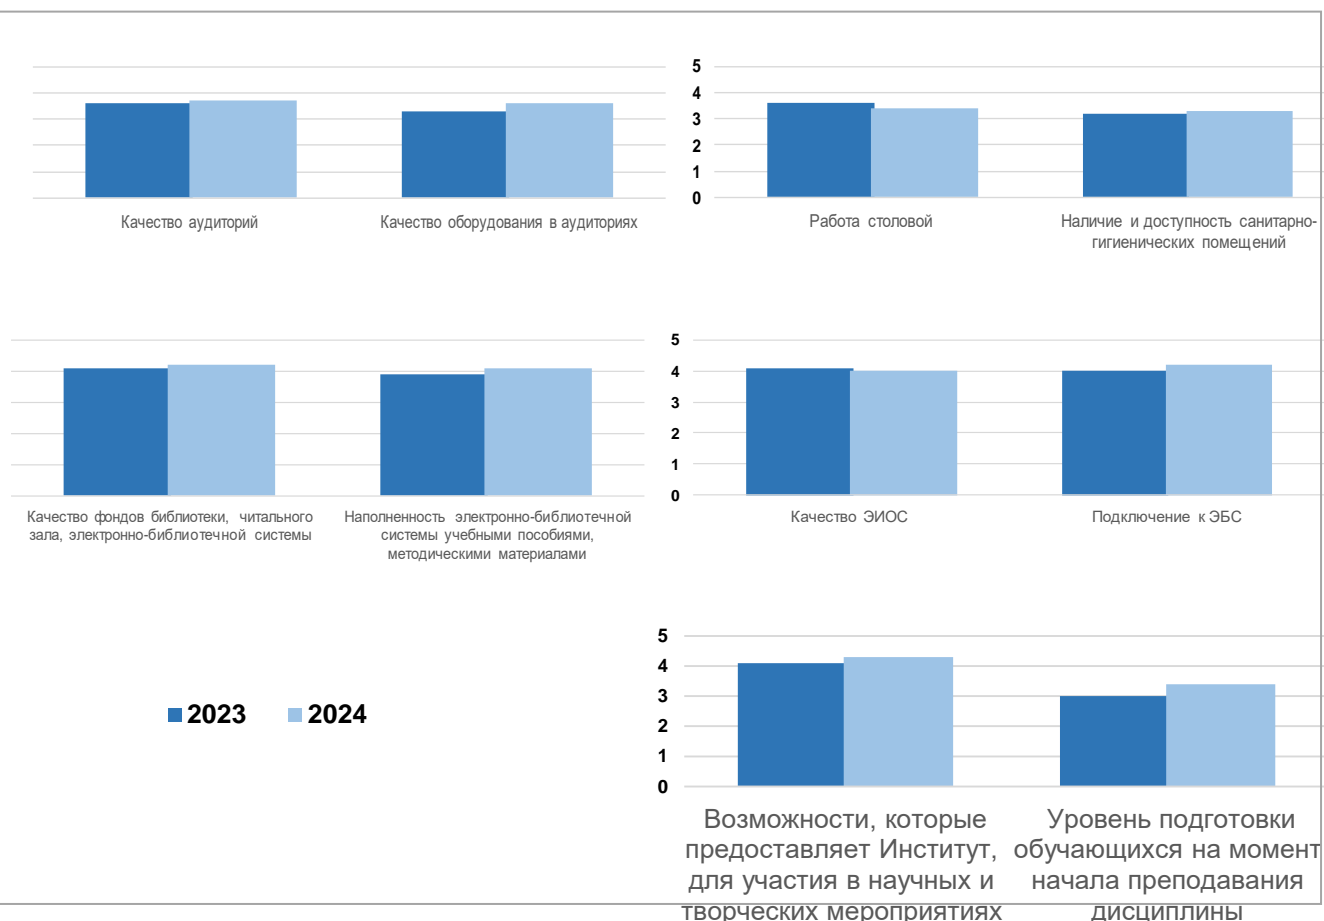 5
4
3
2
1
0
Качество аудиторий
Качество оборудования в аудиториях
Работа столовой
Наличие и доступность санитарно-
гигиенических помещений
5
4
3
2
1
0
Качество фондов библиотеки, читального
зала, электронно-библиотечной системы
Наполненность электронно-библиотечной
системы учебными пособиями,
методическими материалами
Качество ЭИОС
Подключение к ЭБС
2023
2024
5
4
3
2
1
0
Возможности, которые
предоставляет Институт,
для участия в научных и
творческих мероприятиях
Уровень подготовки
обучающихся на момент
начала преподавания
дисциплины